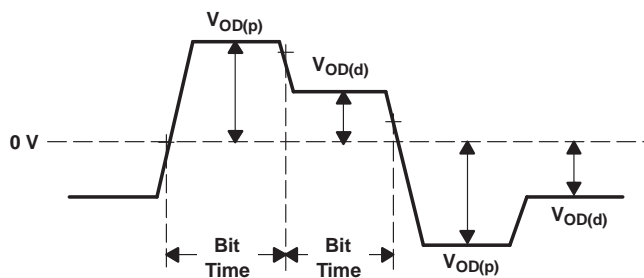 VOD(p)
VOD(d)
0 V
VOD(d)
Bit
Time
Bit
Time
VOD(p)